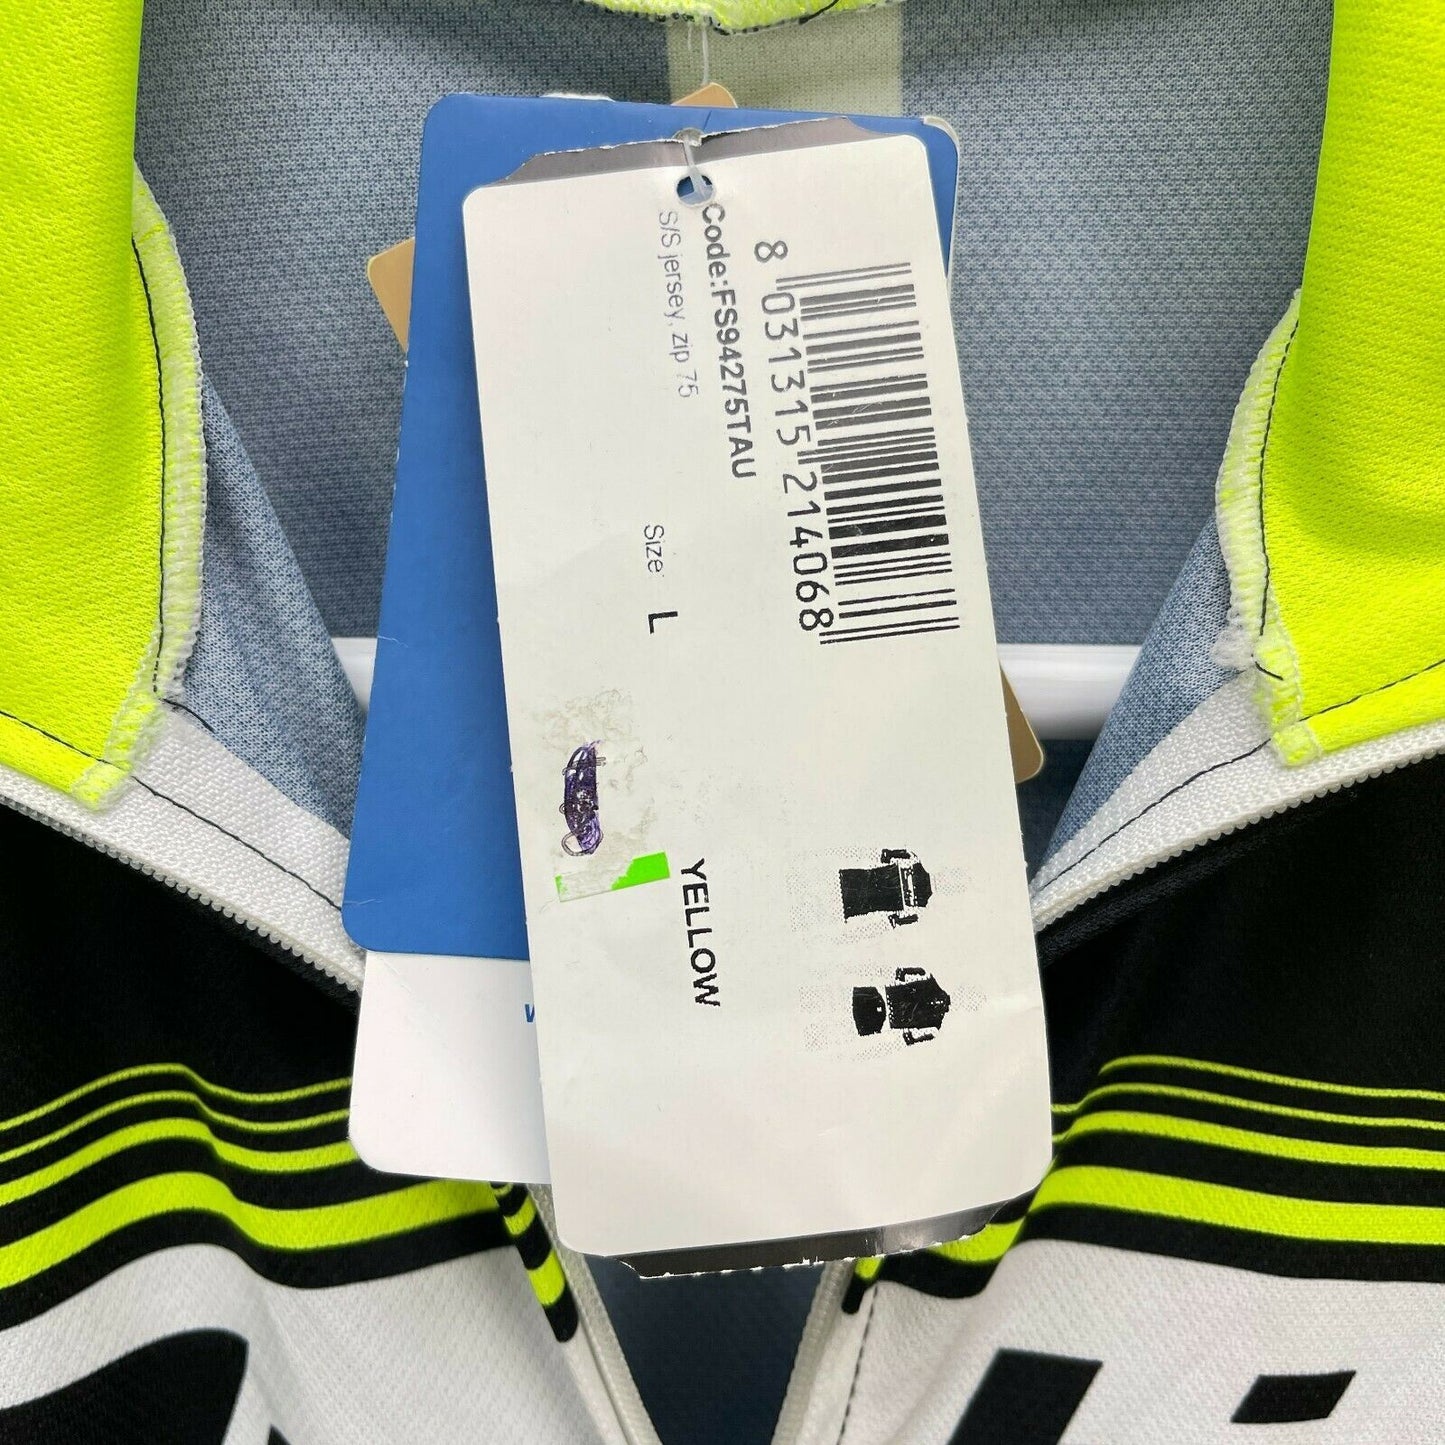 8 031315 214068
Code:FS94275TAU
S/S jersey, zip 75
Size: L
YELLOW